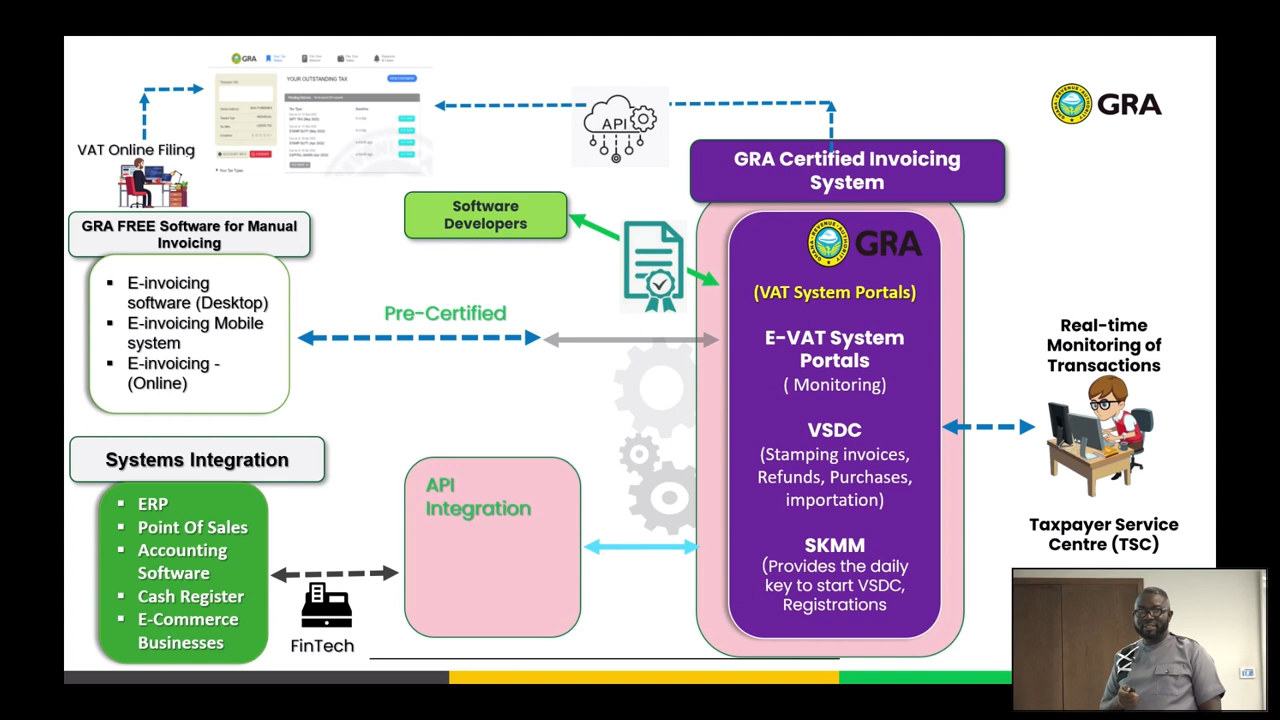 GRA
YOUR OUTSTANDING TAX
API
GRA
VAT Online Filing
GRA Certified Invoicing
System
Software
Developers
GRA FREE Software for Manual
Invoicing
GHANA REVENUE AUTHORITY
GRA
▪ E-invoicing
software (Desktop)
▪ E-invoicing Mobile
system
▪ E-invoicing -
(Online)
Pre-Certified
(VAT System Portals)
E-VAT System
Portals
( Monitoring)
VSDC
(Stamping invoices,
Refunds, Purchases,
importation)
SKMM
(Provides the daily
key to start VSDC,
Registrations
Real-time
Monitoring of
Transactions
Taxpayer Service
Centre (TSC)
Systems Integration
▪ ERP
▪ Point Of Sales
▪ Accounting
Software
▪ Cash Register
▪ E-Commerce
Businesses
FinTech
API
Integration